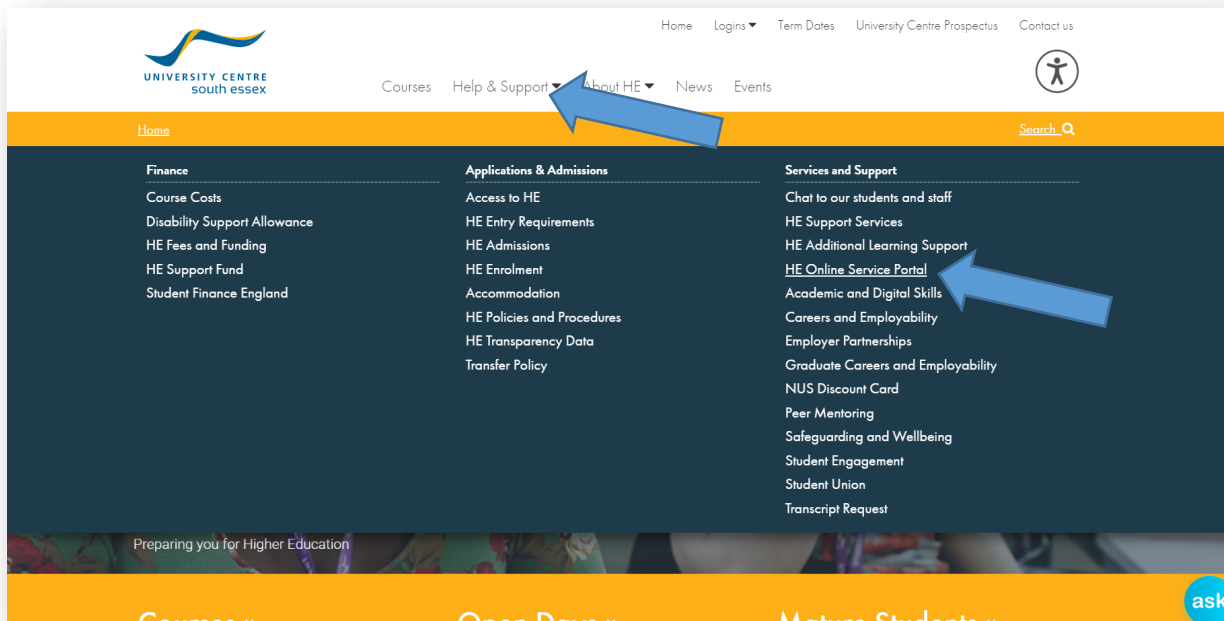 Home Logins Term Dates University Centre Prospectus Contact us
UNIVERSITY CENTRE
south essex
Courses Help & Support About HE News Events
Home Search
Finance
Course Costs
Disability Support Allowance
HE Fees and Funding
HE Support Fund
Student Finance England
Applications & Admissions
Access to HE
HE Entry Requirements
HE Admissions
HE Enrolment
Accommodation
HE Policies and Procedures
HE Transparency Data
Transfer Policy
Services and Support
Chat to our students and staff
HE Support Services
HE Additional Learning Support
HE Online Service Portal
Academic and Digital Skills
Careers and Employability
Employer Partnerships
Graduate Careers and Employability
NUS Discount Card
Peer Mentoring
Safeguarding and Wellbeing
Student Engagement
Student Union
Transcript Request
Preparing you for Higher Education
Courses » Open Days » Mature Students »
ask